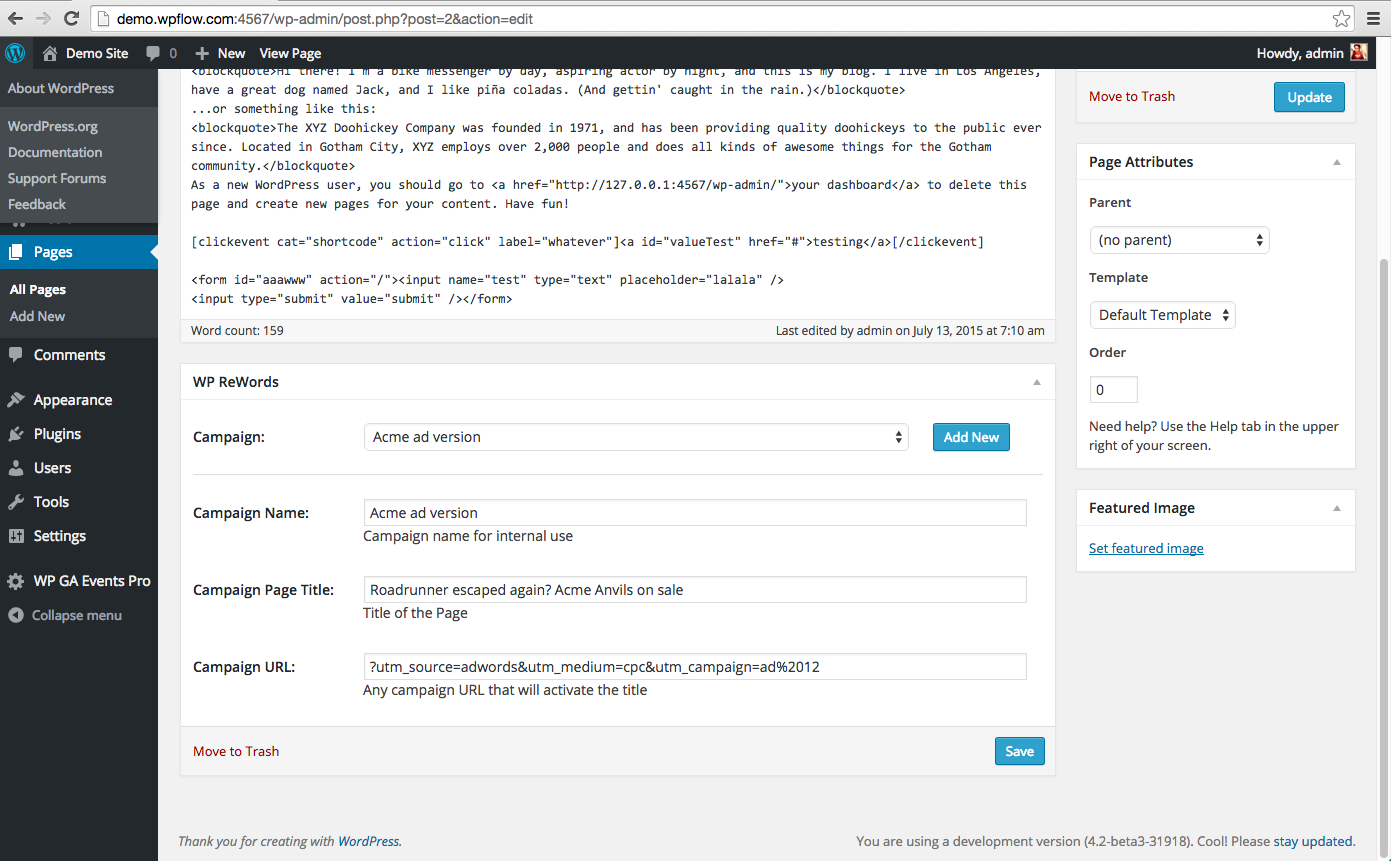 demo.wpflow.com:4567/wp-admin/post.php?post=2&action=edit
Demo Site 0 New View Page Howdy, admin
About WordPress
WordPress.org
Documentation
Support Forums
Feedback
Pages
All Pages
Add New
Comments
Appearance
Plugins
Users
Tools
Settings
WP GA Events Pro
Collapse menu
<blockquote>Hi there! I'm a bike messenger by day, aspiring actor by night, and this is my blog. I live in Los Angeles,
have a great dog named Jack, and I like piña coladas. (And gettin' caught in the rain.)</blockquote>
...or something like this:
<blockquote>The XYZ Doohickey Company was founded in 1971, and has been providing quality doohickeys to the public ever
since. Located in Gotham City, XYZ employs over 2,000 people and does all kinds of awesome things for the Gotham
community.</blockquote>
As a new WordPress user, you should go to <a href="http://127.0.0.1:4567/wp-admin/">your dashboard</a> to delete this
page and create new pages for your content. Have fun!
[clickevent cat="shortcode" action="click" label="whatever"]<a id="valueTest" href="#">testing</a>[/clickevent]
<form id="aaawww" action="/"><input name="test" type="text" placeholder="lalala" />
<input type="submit" value="submit" /></form>
Word count: 159 Last edited by admin on July 13, 2015 at 7:10 am
WP ReWords
Campaign: Acme ad version Add New
Campaign Name: Acme ad version
Campaign name for internal use
Campaign Page Title: Roadrunner escaped again? Acme Anvils on sale
Title of the Page
Campaign URL: ?utm_source=adwords&utm_medium=cpc&utm_campaign=ad%2012
Any campaign URL that will activate the title
Move to Trash Save
Move to Trash Update
Page Attributes
Parent
(no parent)
Template
Default Template
Order
0
Need help? Use the Help tab in the upper
right of your screen.
Featured Image
Set featured image
Thank you for creating with WordPress. You are using a development version (4.2-beta3-31918). Cool! Please stay updated.